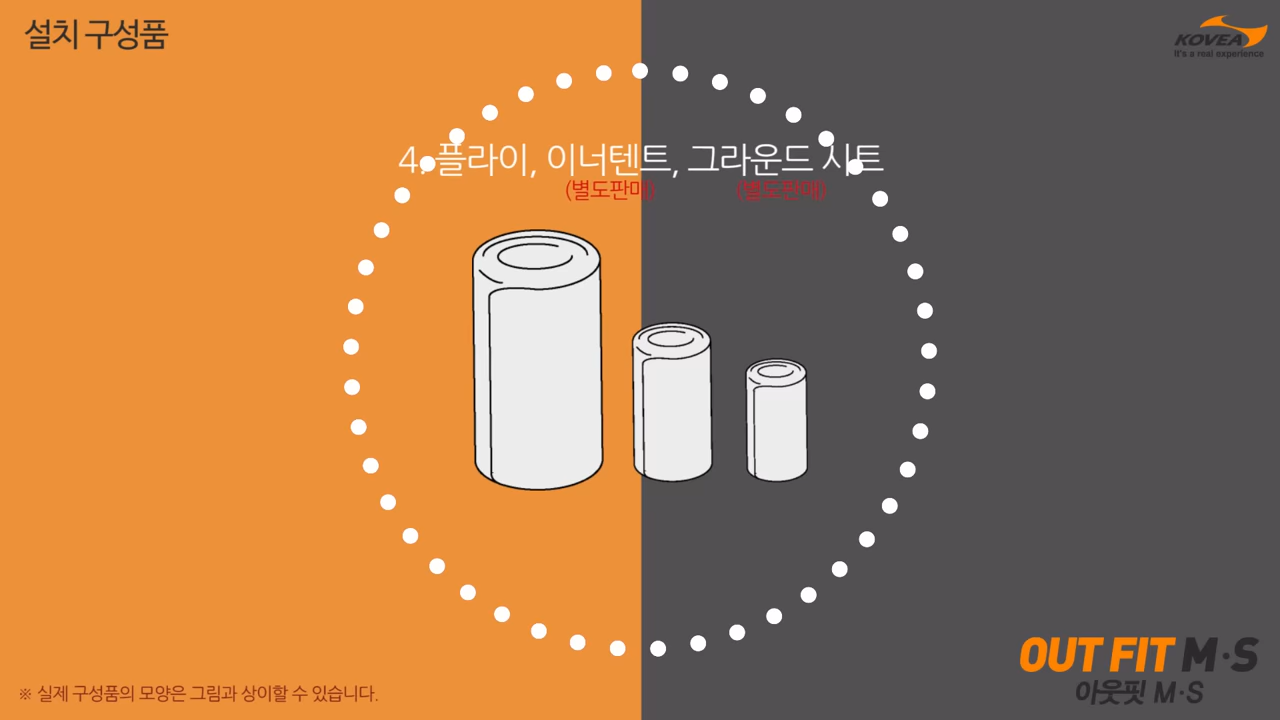 설치 구성품
KOVEA
It's a real experience
4. 플라이, 이너텐트, 그라운드 시트
(별도판매) (별도판매)
OUT FIT M·S
아웃핏 M·S
※ 실제 구성품의 모양은 그림과 상이할 수 있습니다.